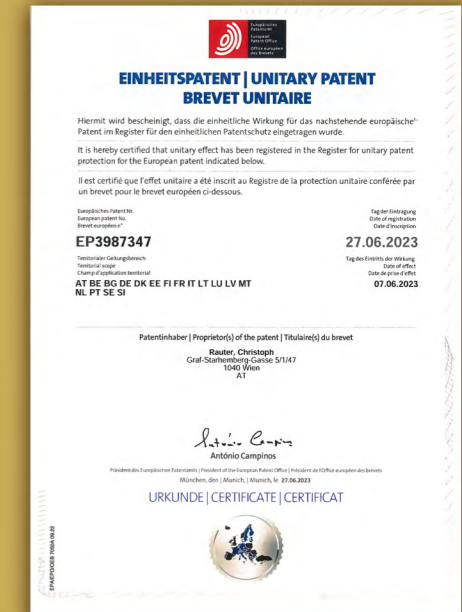 Europäisches
Patentamt
European
Patent Office
Office européen
des brevets
EINHEITSPATENT | UNITARY PATENT
BREVET UNITAIRE
Hiermit wird bescheinigt, dass die einheitliche Wirkung für das nachstehende europäische
Patent im Register für den einheitlichen Patentschutz eingetragen wurde.
It is hereby certified that unitary effect has been registered in the Register for unitary patent
protection for the European patent indicated below.
Il est certifié que l'effet unitaire a été inscrit au Registre de la protection unitaire conférée par
un brevet pour le brevet européen ci-dessous.
Europäisches Patent Nr.
European patent No.
Brevet européen n°
EP3987347
Tag der Eintragung
Date of registration
Date d'inscription
27.06.2023
Territorialer Geltungsbereich
Territorial scope
Champ d'application territorial
AT BE BG DE DK EE FI FR IT LT LU LV MT
NL PT SE SI
Tag des Eintritts der Wirkung
Date of effect
Date de prise d'effet
07.06.2023
Patentinhaber | Proprietor(s) of the patent | Titulaire(s) du brevet
Rauter, Christoph
Graf-Starhemberg-Gasse 5/1/47
1040 Wien
AT
António Campinos
António Campinos
Präsident des Europäischen Patentamts | President of the European Patent Office | Président de l'Office européen des brevets
München, den | Munich, | Munich, le 27.06.2023
URKUNDE | CERTIFICATE | CERTIFICAT